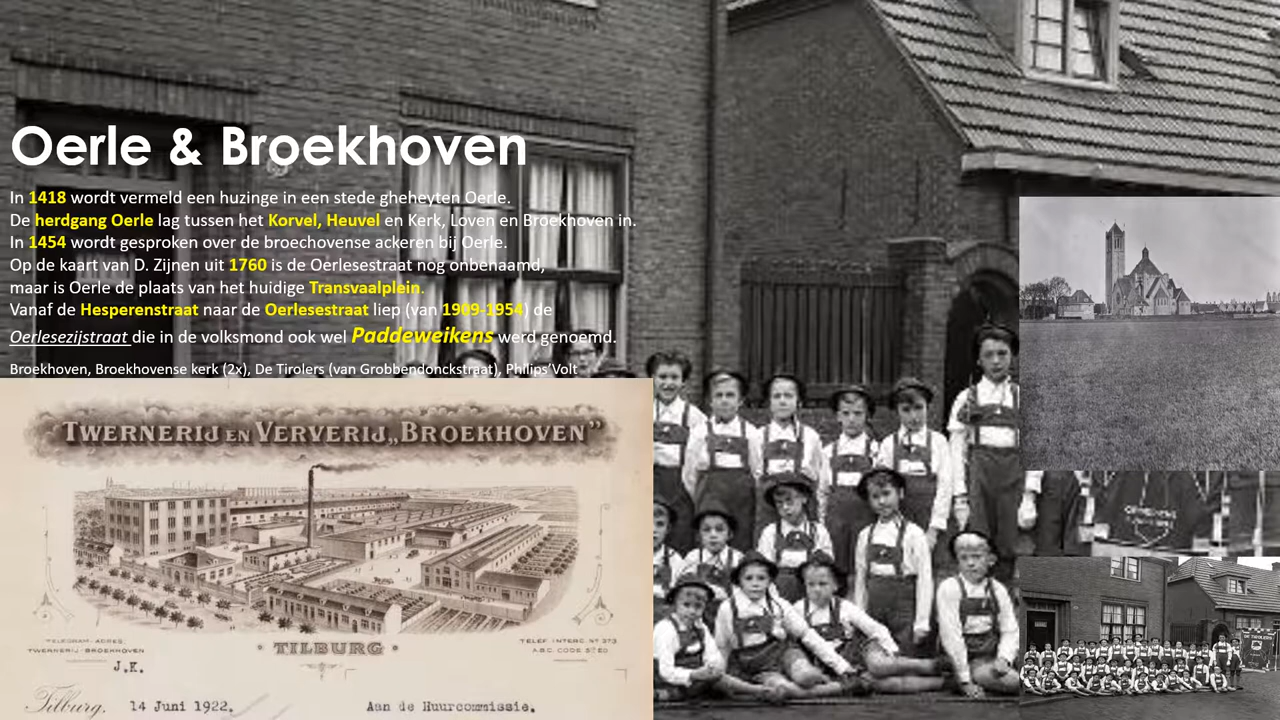 Oerle & Broekhoven
In 1418 wordt vermeld een huzinge in een stede gheheyten Oerle.
De herdgang Oerle lag tussen het Korvel, Heuvel en Kerk, Loven en Broekhoven in.
In 1454 wordt gesproken over de broechovense ackeren bij Oerle.
Op de kaart van D. Zijnen uit 1760 is de Oerlesestraat nog onbenaamd,
maar is Oerle de plaats van het huidige Transvaalplein.
Vanaf de Hesperenstraat naar de Oerlesestraat liep (van 1909-1954) de
Oerlesezijstraat die in de volksmond ook wel Paddeweikens werd genoemd.
Broekhoven, Broekhovense kerk (2x), De Tirolers (van Grobbendonckstraat), Philips'Volt
TWERNERIJ EN VERVERIJ „BROEKHOVEN"
TELEGRAM-ADRES:
TWERNERIJ-BROEKHOVEN
TILBURG
TELEF. INTERC. Nº 373
A.B.C. CODE 5TH ED
J.K.
Tilburg, 14 Juni 1922.
Aan de Huurcommissie.